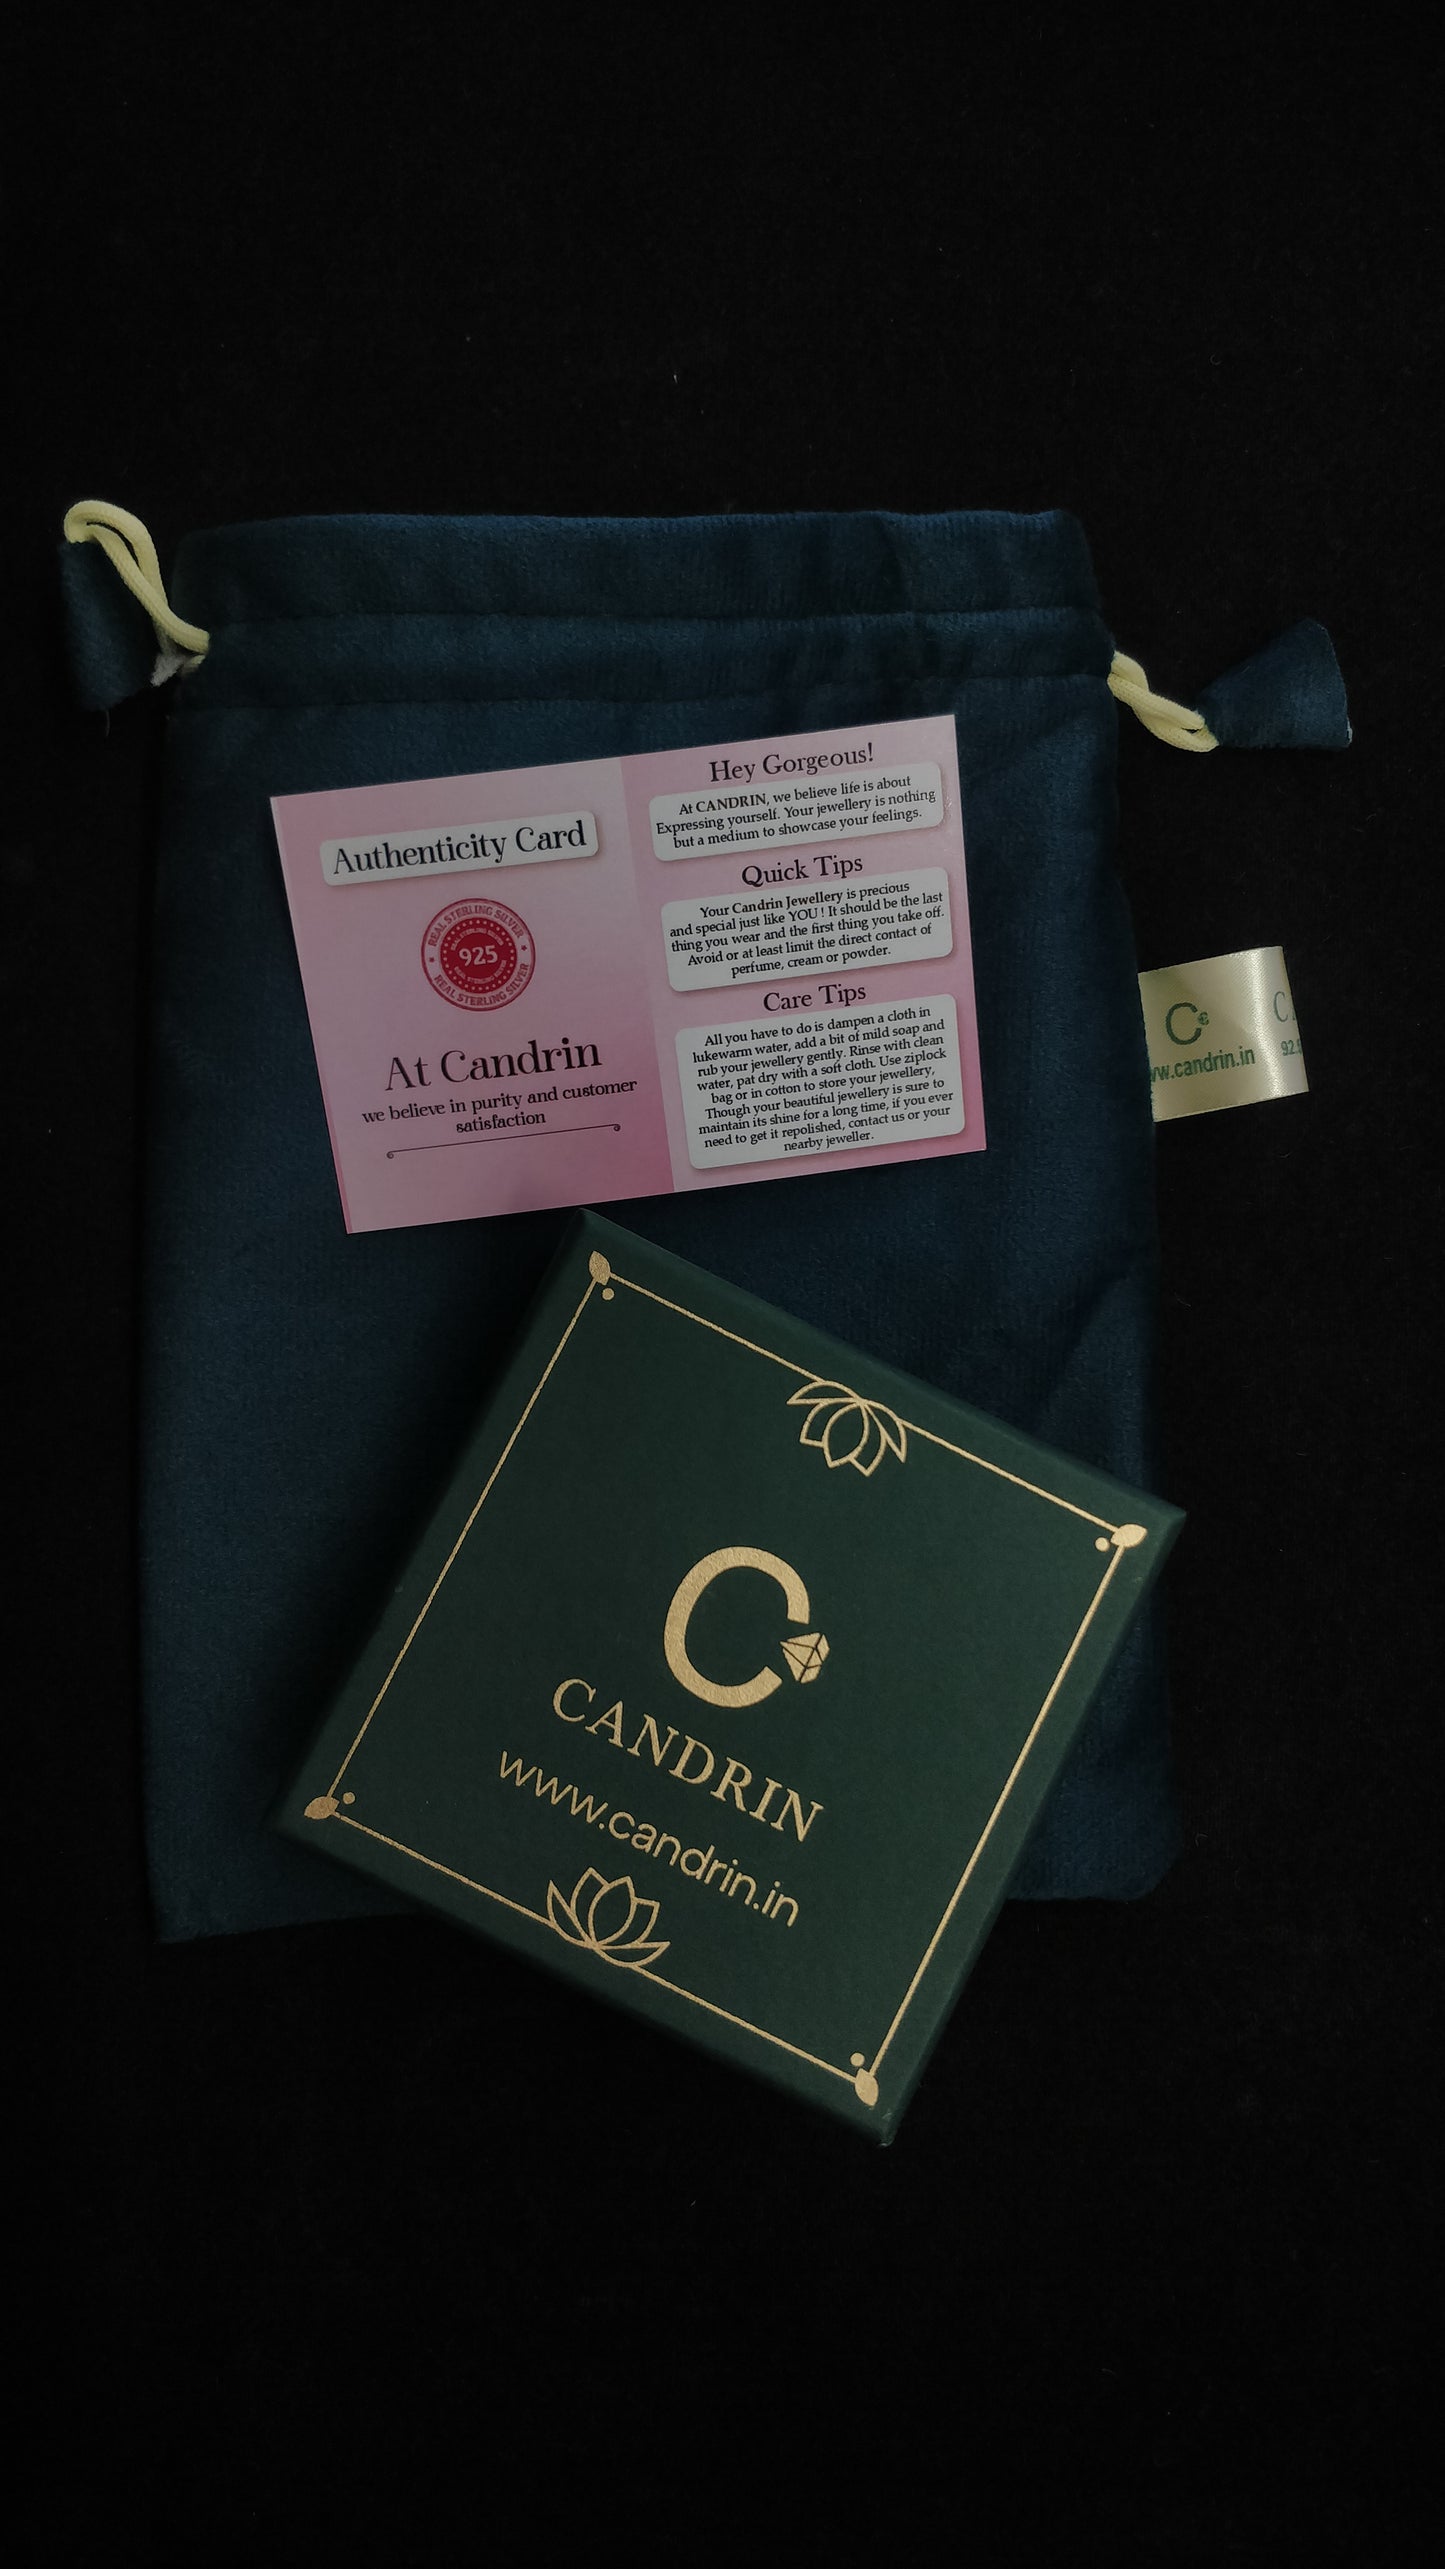 Authenticity Card
REAL STERLING SILVER
925
REAL STERLING SILVER
At Candrin
we believe in purity and customer
satisfaction
Hey Gorgeous!
At CANDRIN, we believe life is about
Expressing yourself. Your jewellery is nothing
but a medium to showcase your feelings.
Quick Tips
Your Candrin Jewellery is precious
and special just like YOU ! It should be the last
thing you wear and the first thing you take off.
Avoid or at least limit the direct contact of
perfume, cream or powder.
Care Tips
All you have to do is dampen a cloth in
lukewarm water, add a bit of mild soap and
rub your jewellery gently. Rinse with clean
water, pat dry with a soft cloth. Use ziplock
bag or in cotton to store your jewellery,
Though your beautiful jewellery is sure to
maintain its shine for a long time, if you ever
need to get it repolished, contact us or your
nearby jeweller.
C
ww.candrin.in
92.
C
CANDRIN
www.candrin.in